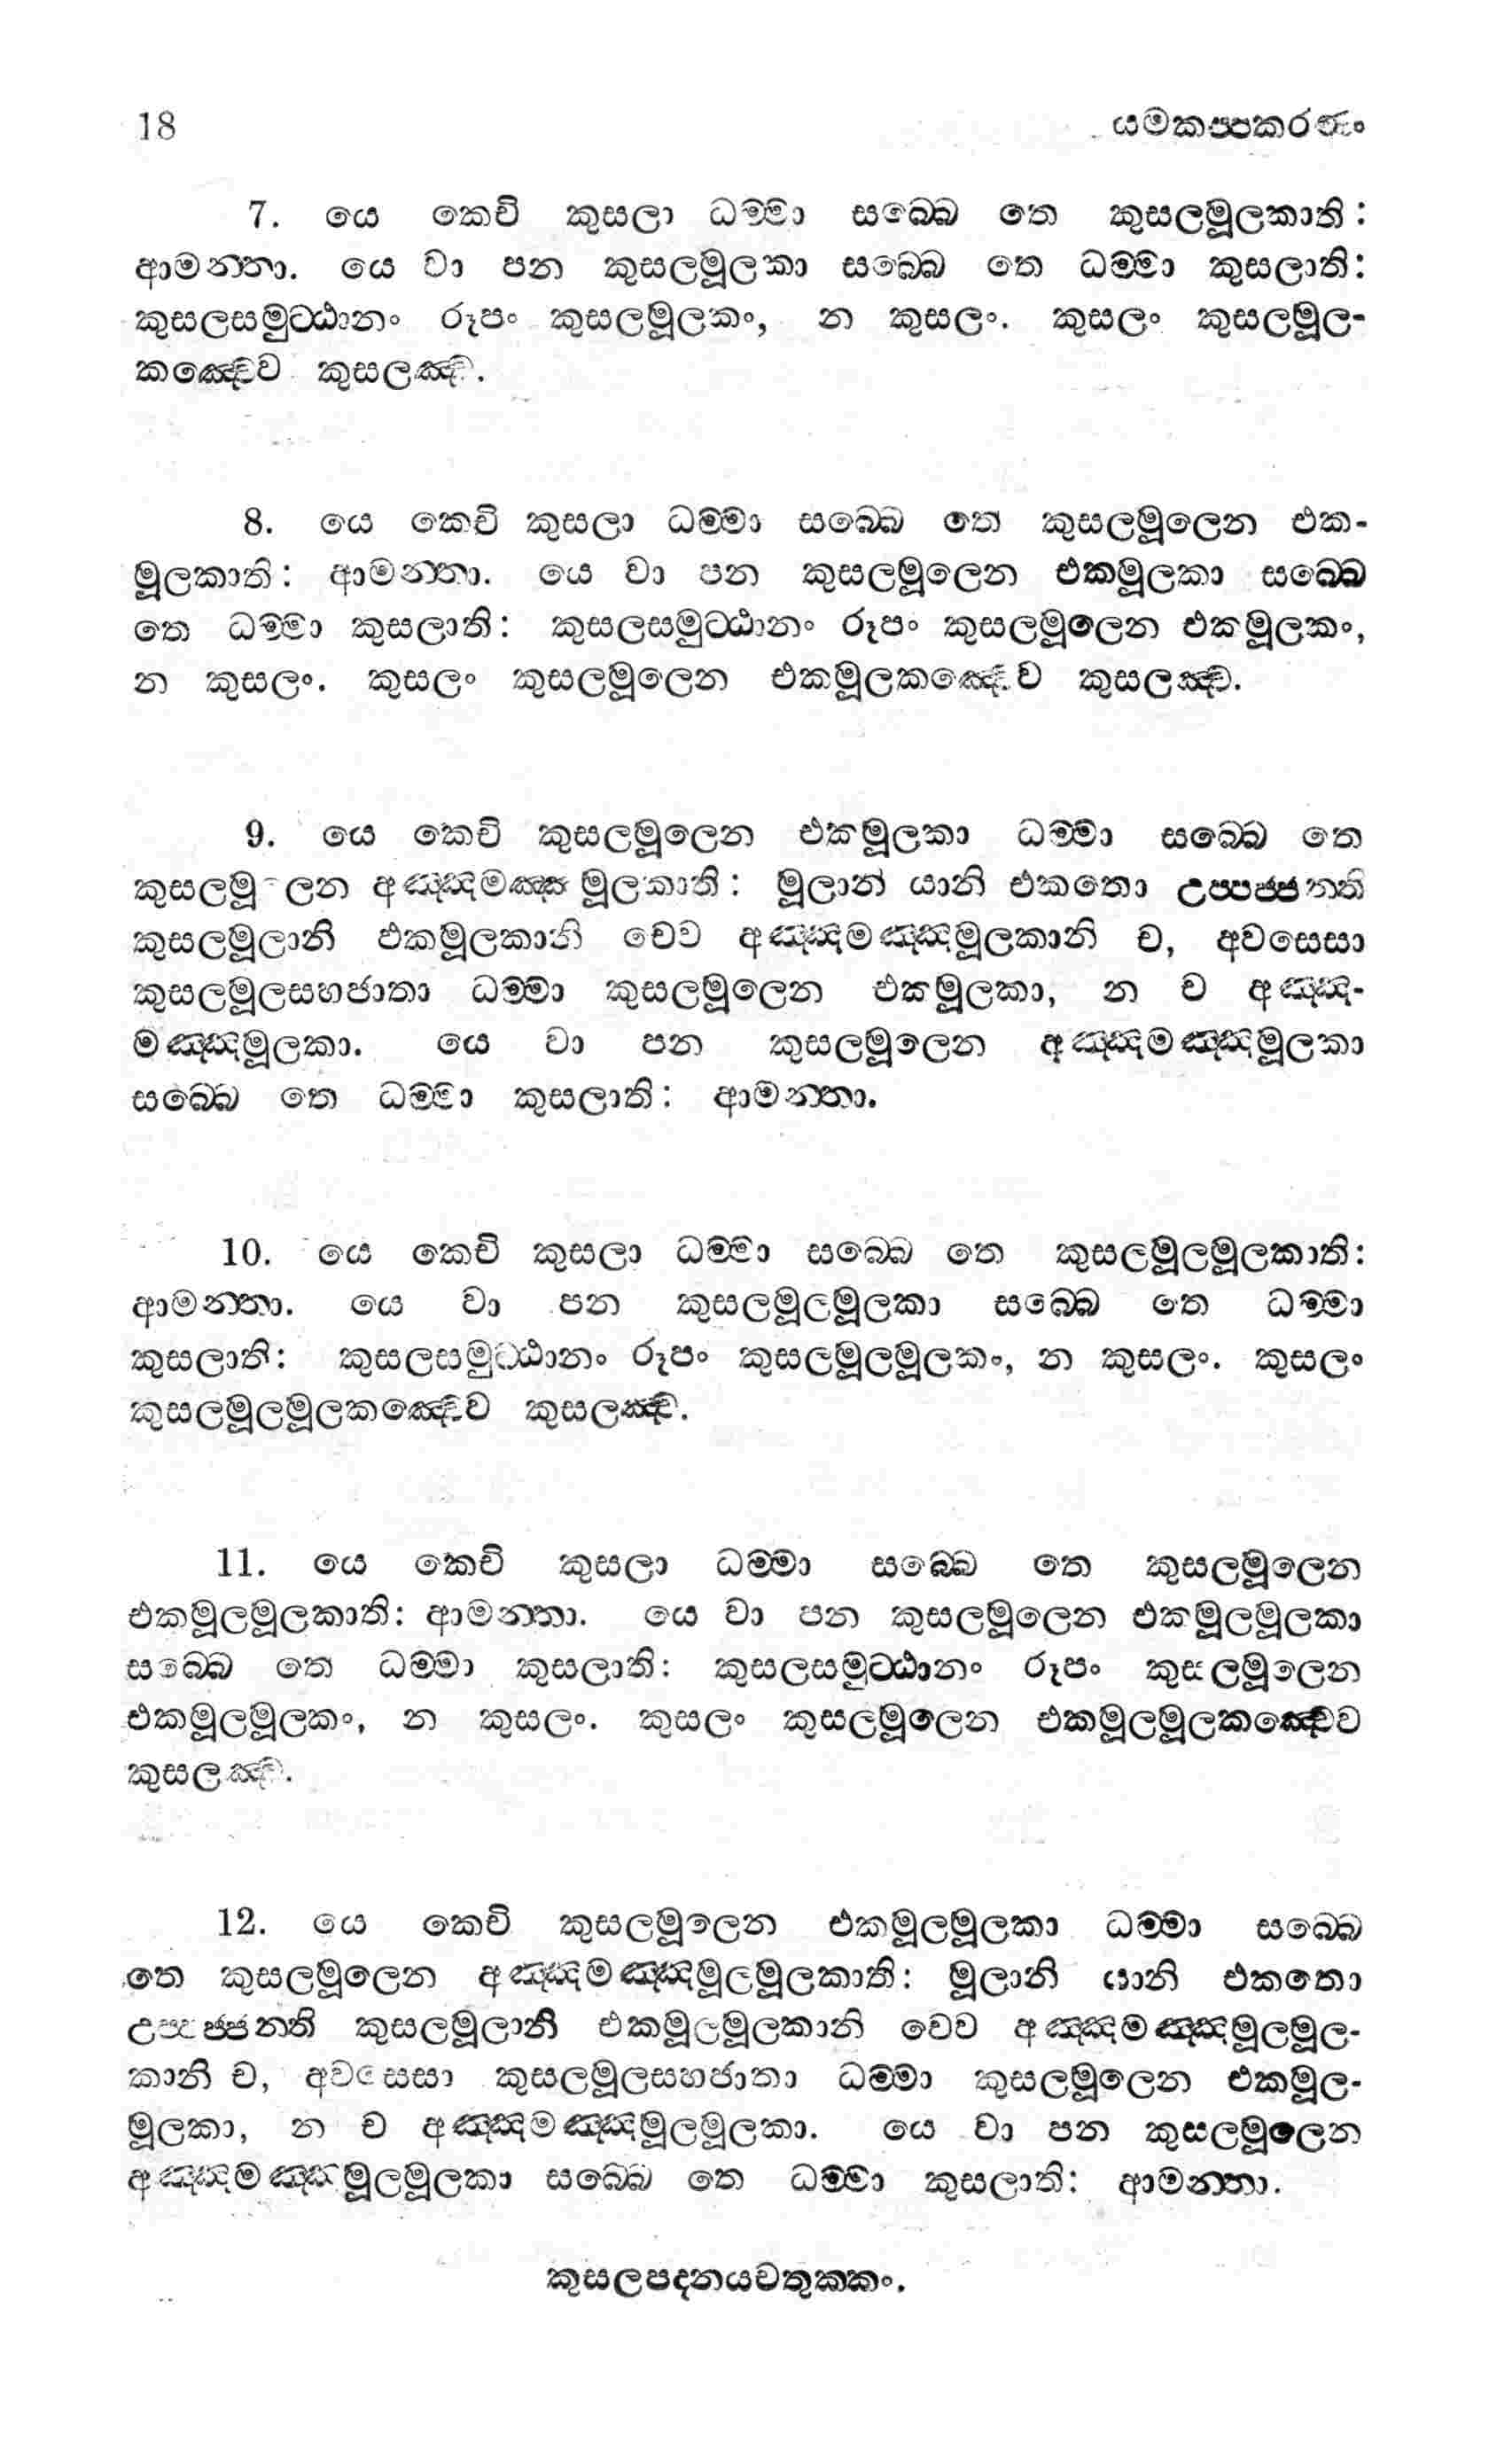 18 යමකප්පකරණං
7. යෙ කෙචි කුසලා ධම්මා සබ්බෙ තෙ කුසලමූලකාති:
ආමන්තා. යෙ වා පන කුසලමූලකා සබ්බෙ තෙ ධම්මා කුසලාති:
කුසලසමුට්ඨානං රූපං කුසලමූලකං, න කුසලං. කුසලං කුසලමූල-
කඤ්චෙව කුසලඤ්ච.
8. යෙ කෙචි කුසලා ධම්මා සබ්බෙ තෙ කුසලමූලෙන එක-
මූලකාති: ආමන්තා. යෙ වා පන කුසලමූලෙන එකමූලකා සබ්බෙ
තෙ ධම්මා කුසලාති: කුසලසමුට්ඨානං රූපං කුසලමූලෙන එකමූලකං,
න කුසලං. කුසලං කුසලමූලෙන එකමූලකඤ්චෙව කුසලඤ්ච.
9. යෙ කෙචි කුසලමූලෙන එකමූලකා ධම්මා සබ්බෙ තෙ
කුසලමූලෙන අඤ්ඤමඤ්ඤමූලකාති: මූලානි යානි එකතො උප්පජ්ජන්ති
කුසලමූලානි එකමූලකානි චෙව අඤ්ඤමඤ්ඤමූලකානි ච, අවසෙසා
කුසලමූලසහජාතා ධම්මා කුසලමූලෙන එකමූලකා, න ච අඤ්ඤ-
මඤ්ඤමූලකා. යෙ වා පන කුසලමූලෙන අඤ්ඤමඤ්ඤමූලකා
සබ්බෙ තෙ ධම්මා කුසලාති: ආමන්තා.
10. යෙ කෙචි කුසලා ධම්මා සබ්බෙ තෙ කුසලමූලමූලකාති:
ආමන්තා. යෙ වා පන කුසලමූලමූලකා සබ්බෙ තෙ ධම්මා
කුසලාති: කුසලසමුට්ඨානං රූපං කුසලමූලමූලකං, න කුසලං. කුසලං
කුසලමූලමූලකඤ්චෙව කුසලඤ්ච.
11. යෙ කෙචි කුසලා ධම්මා සබ්බෙ තෙ කුසලමූලෙන
එකමූලමූලකාති: ආමන්තා. යෙ වා පන කුසලමූලෙන එකමූලමූලකා
සබ්බෙ තෙ ධම්මා කුසලාති: කුසලසමුට්ඨානං රූපං කුසලමූලෙන
එකමූලමූලකං, න කුසලං. කුසලං කුසලමූලෙන එකමූලමූලකඤ්චෙව
කුසලඤ්ච.
12. යෙ කෙචි කුසලමූලෙන එකමූලමූලකා ධම්මා සබ්බෙ
තෙ කුසලමූලෙන අඤ්ඤමඤ්ඤමූලමූලකාති: මූලානි යානි එකතො
උප්පජ්ජන්ති කුසලමූලානි එකමූලමූලකානි චෙව අඤ්ඤමඤ්ඤමූලමූල-
කානි ච, අවසෙසා කුසලමූලසහජාතා ධම්මා කුසලමූලෙන එකමූල-
මූලකා, න ච අඤ්ඤමඤ්ඤමූලමූලකා. යෙ වා පන කුසලමූලෙන
අඤ්ඤමඤ්ඤමූලමූලකා සබ්බෙ තෙ ධම්මා කුසලාති: ආමන්තා.
කුසලපදනයචතුක්කං.